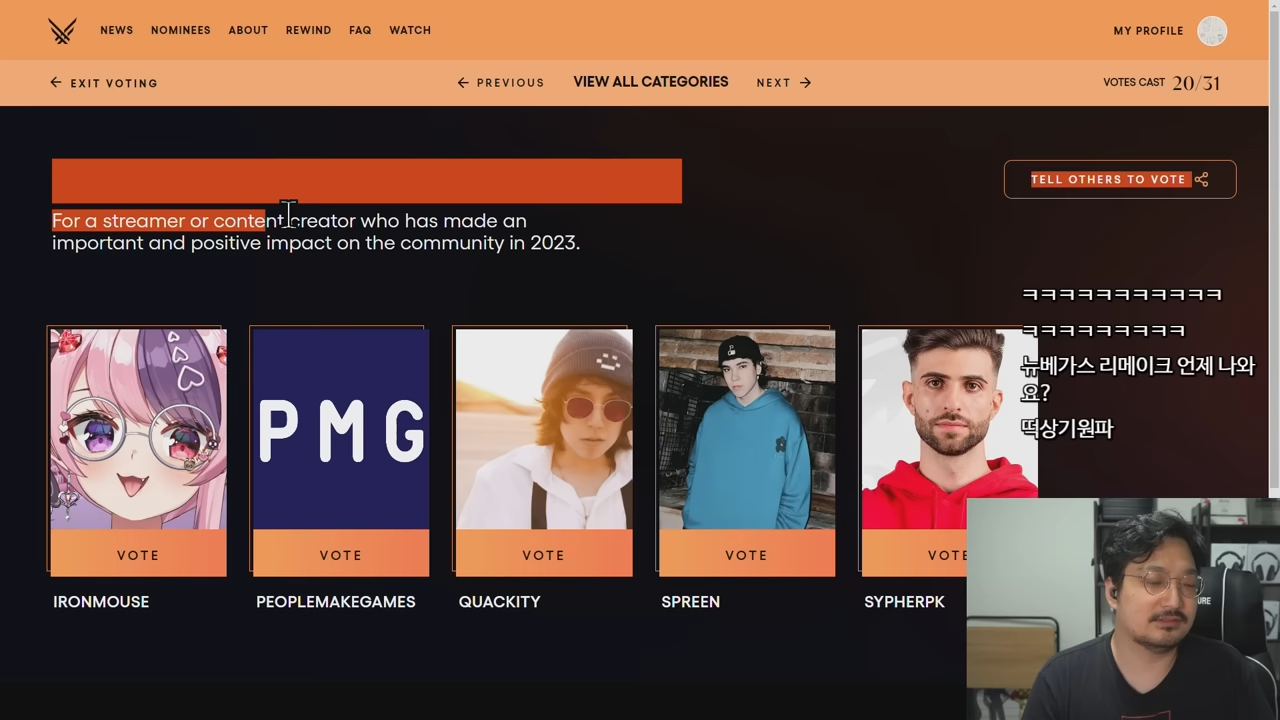 NEWS NOMINEES ABOUT REWIND FAQ WATCH MY PROFILE
EXIT VOTING PREVIOUS VIEW ALL CATEGORIES NEXT VOTES CAST 20/31
TELL OTHERS TO VOTE
For a streamer or content creator who has made an
important and positive impact on the community in 2023.
ㅋㅋㅋㅋㅋㅋㅋㅋㅋㅋㅋ
ㅋㅋㅋㅋㅋㅋㅋㅋㅋ
뉴베가스 리메이크 언제 나와
요?
떡상기원파
PMG
VOTE VOTE VOTE VOTE VOTE
IRONMOUSE PEOPLEMAKEGAMES QUACKITY SPREEN SYPHERPK